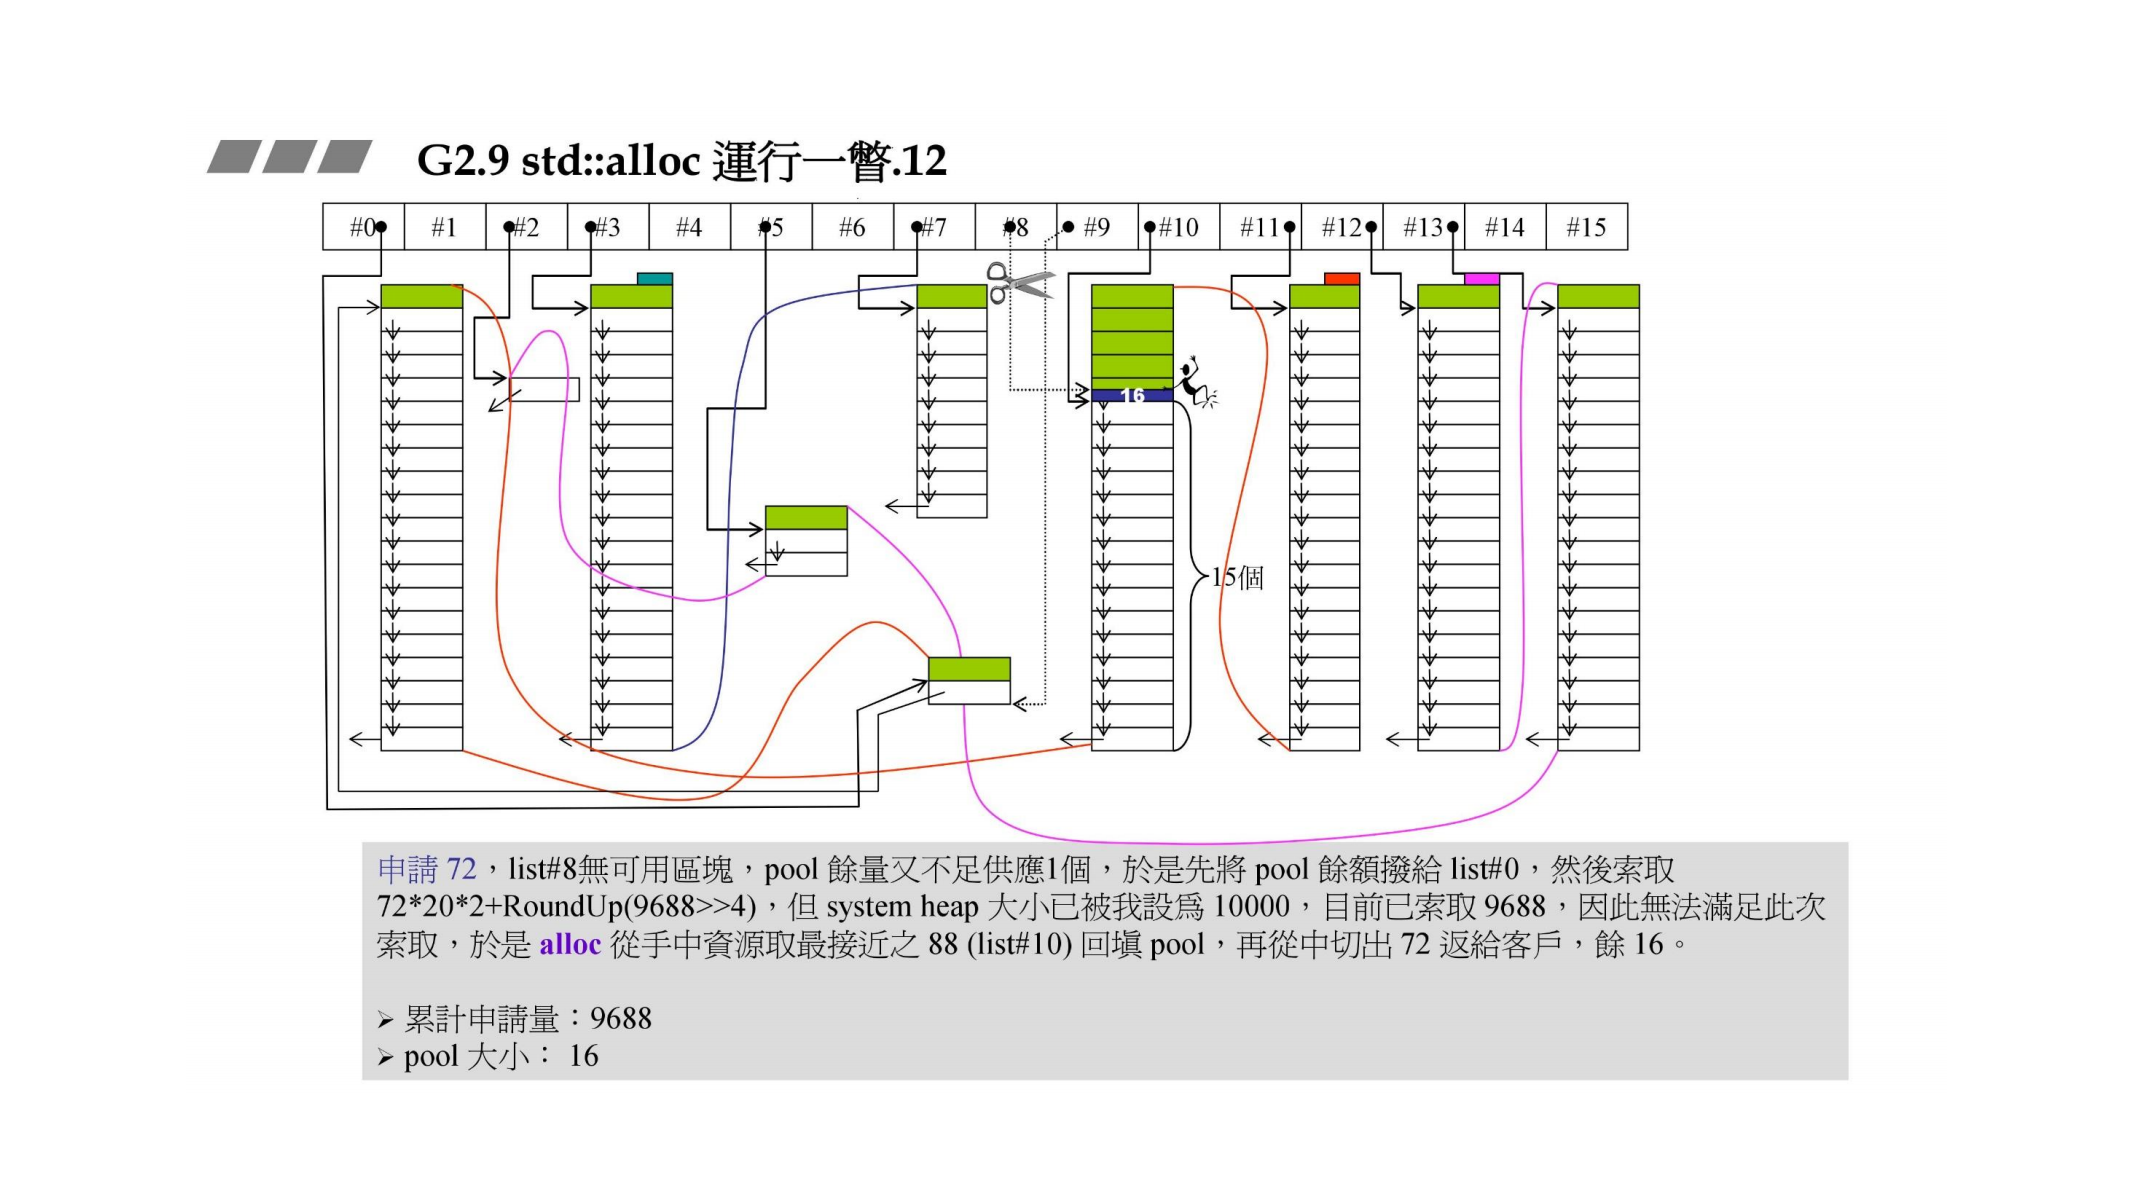 G2.9 std::alloc 運行一瞥.12
#0 #1 #2 #3 #4 #5 #6 #7 #8 #9 #10 #11 #12 #13 #14 #15
16
15個
申請 72，list#8無可用區塊，pool 餘量又不足供應1個，於是先將 pool 餘額撥給 list#0，然後索取
72*20*2+RoundUp(9688>>4)，但 system heap 大小已被我設為 10000，目前已索取 9688，因此無法滿足此次
索取，於是 alloc 從手中資源取最接近之 88 (list#10) 回填 pool，再從中切出 72 返給客戶，餘 16。
➢ 累計申請量：9688
➢ pool 大小： 16